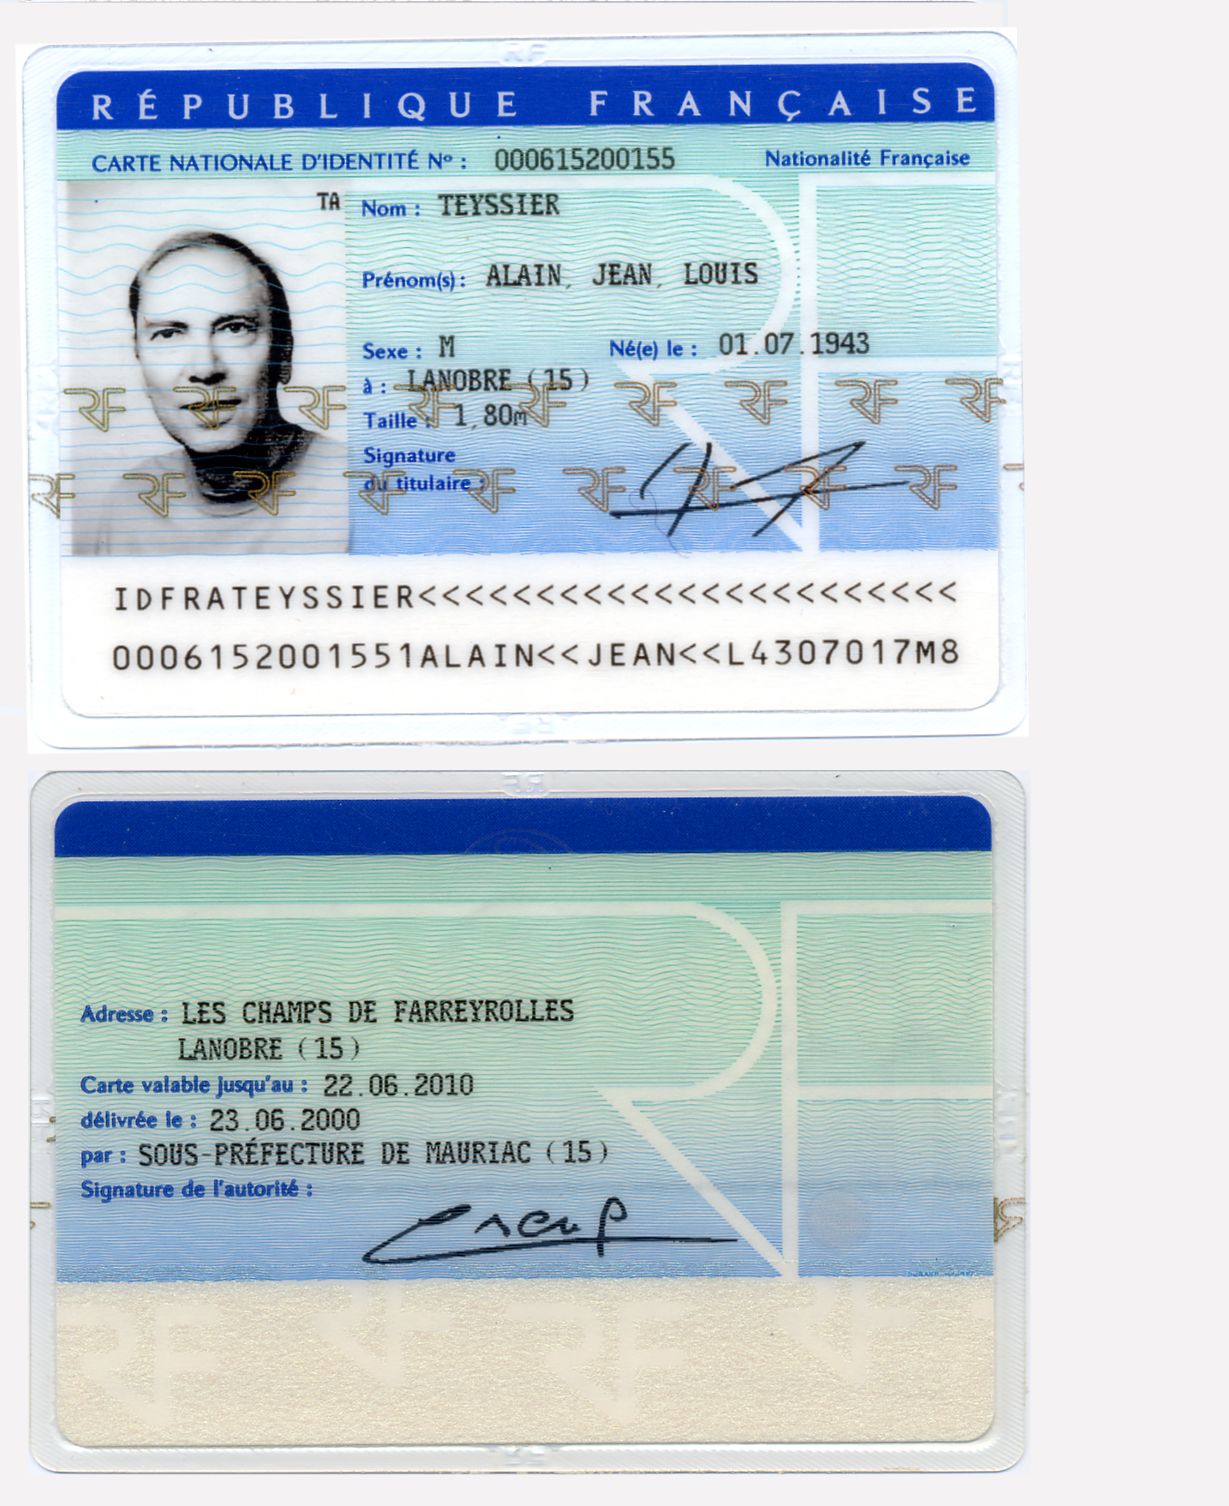 RÉPUBLIQUE FRANÇAISE
CARTE NATIONALE D'IDENTITÉ Nº : 000615200155 Nationalité Française
TA
Nom : TEYSSIER
Prénom(s) : ALAIN, JEAN, LOUIS
Sexe : M Né(e) le : 01.07.1943
à : LANOBRE (15)
Taille : 1,80m
Signature
du titulaire :
IDFRATEYSSIER<<<<<<<<<<<<<<<<<<<<<<<
0006152001551ALAIN<<JEAN<<L4307017M8
Adresse : LES CHAMPS DE FARREYROLLES
LANOBRE (15)
Carte valable jusqu'au : 22.06.2010
délivrée le : 23.06.2000
par : SOUS-PRÉFECTURE DE MAURIAC (15)
Signature de l'autorité :
RF